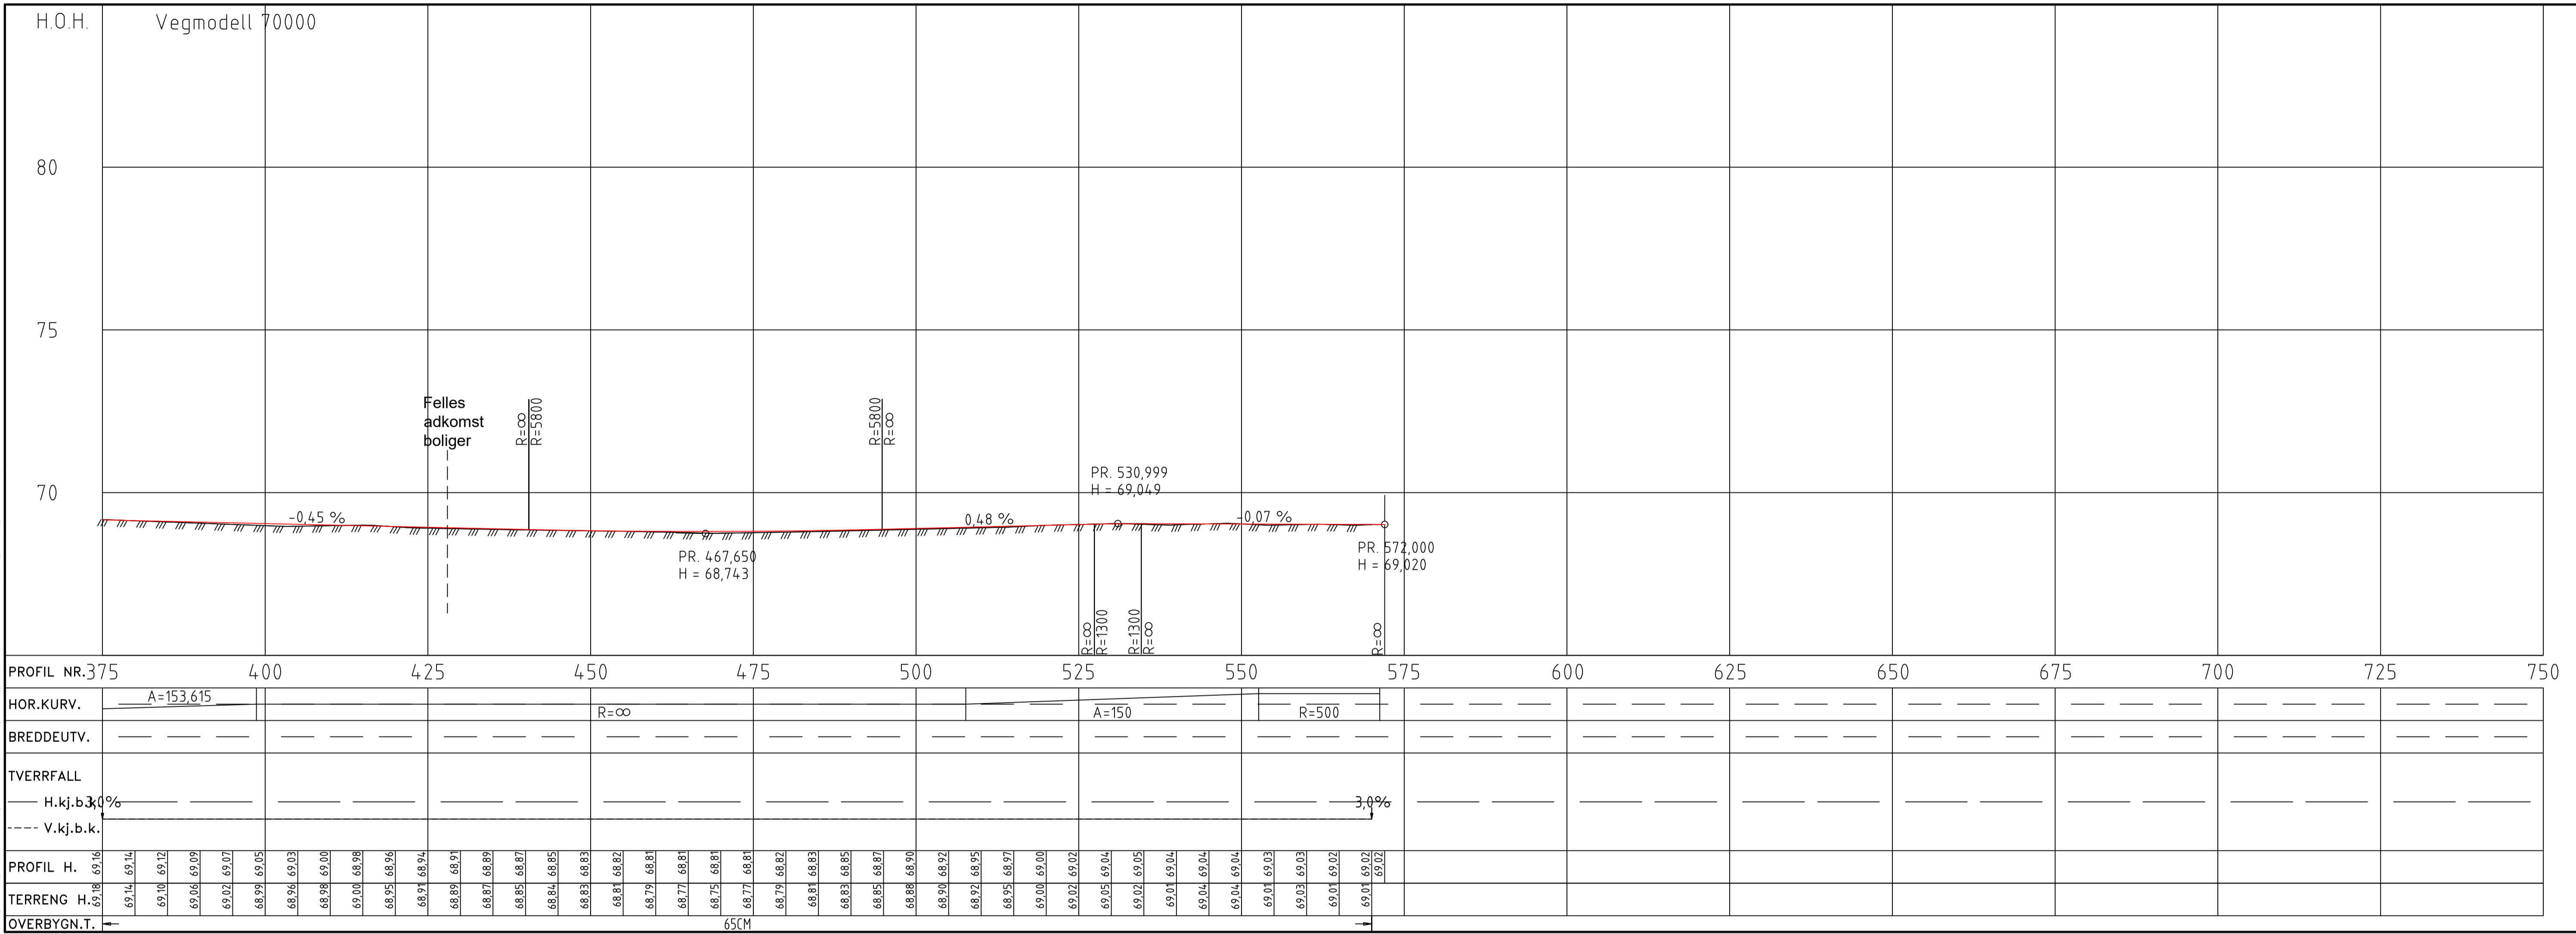 H.O.H. Vegmodell 70000
80
75
70
Felles
adkomst
boliger
R=∞
R=5800
R=5800
R=∞
-0,45 %
0,48 %
-0,07 %
PR. 530,999
H = 69,049
PR. 467,650
H = 68,743
PR. 572,000
H = 69,020
R=∞
R=1300
R=1300
R=∞
R=∞
PROFIL NR. 375 400 425 450 475 500 525 550 575 600 625 650 675 700 725 750
HOR.KURV. A=153,615 R=∞ A=150 R=500
BREDDEUTV.
TVERRFALL
H.kj.b.k. 3,0% 3,0%
V.kj.b.k.
PROFIL H. 69,16 69,14 69,12 69,09 69,07 69,05 69,03 69,00 68,98 68,96 68,94 68,91 68,89 68,87 68,85 68,83 68,82 68,81 68,81 68,81 68,81 68,82 68,83 68,85 68,87 68,90 68,92 68,95 68,97 69,00 69,02 69,04 69,05 69,04 69,04 69,04 69,03 69,03 69,02 69,02 69,02
TERRENG H. 69,18 69,14 69,10 69,06 69,02 68,99 68,96 68,98 69,00 68,95 68,91 68,89 68,87 68,85 68,84 68,83 68,81 68,79 68,77 68,75 68,77 68,79 68,81 68,83 68,85 68,88 68,90 68,92 68,95 69,00 69,02 69,05 69,02 69,01 69,04 69,04 69,01 69,03 69,01 69,01
OVERBYGN.T. 65CM